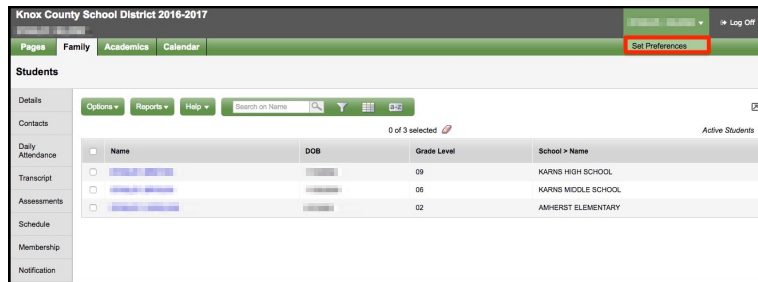 Knox County School District 2016-2017
Log Off
Pages Family Academics Calendar
Set Preferences
Students
Details
Contacts
Daily
Attendance
Transcript
Assessments
Schedule
Membership
Notification
Options Reports Help Search on Name a-z
0 of 3 selected Active Students
Name DOB Grade Level School > Name
09 KARNS HIGH SCHOOL
06 KARNS MIDDLE SCHOOL
02 AMHERST ELEMENTARY